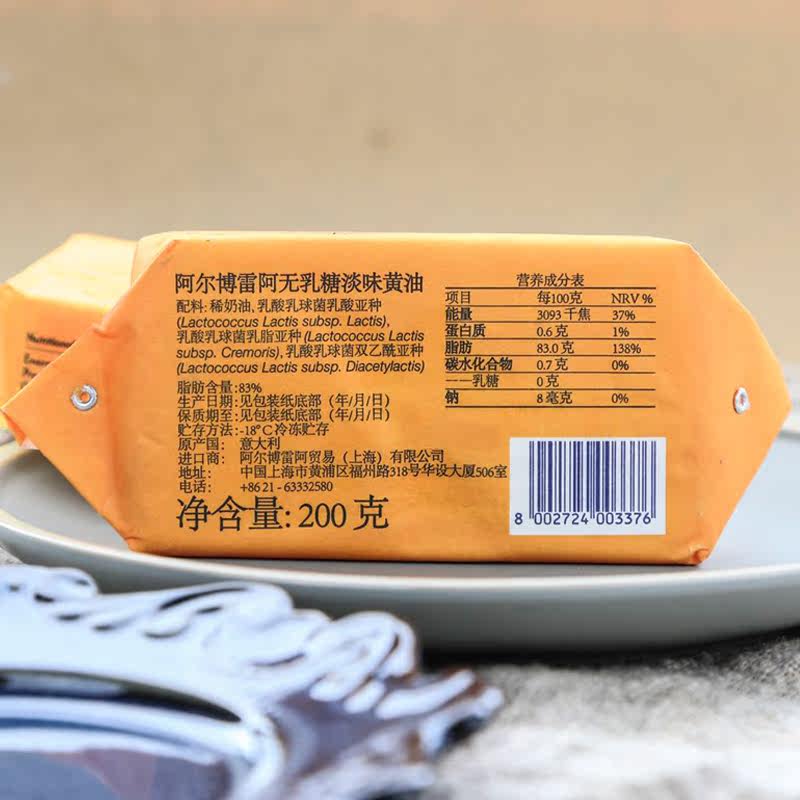 阿尔博雷阿无乳糖淡味黄油
配料: 稀奶油, 乳酸乳球菌乳酸亚种
(Lactococcus Lactis subsp. Lactis),
乳酸乳球菌乳脂亚种 (Lactococcus Lactis
subsp. Cremoris), 乳酸乳球菌双乙酰亚种
(Lactococcus Lactis subsp. Diacetylactis)
脂肪含量: 83%
生产日期: 见包装纸底部 (年/月/日)
保质期至: 见包装纸底部 (年/月/日)
贮存方法: -18°C 冷冻贮存
原产国: 意大利
进口商: 阿尔博雷阿贸易 (上海) 有限公司
地址: 中国上海市黄浦区福州路318号华设大厦506室
电话: +86 21 - 63332580
净含量: 200 克
营养成分表
项目 每100克 NRV %
能量 3093 千焦 37%
蛋白质 0.6 克 1%
脂肪 83.0 克 138%
碳水化合物 0.7 克 0%
——乳糖 0 克
钠 8 毫克 0%
8 002724 003376